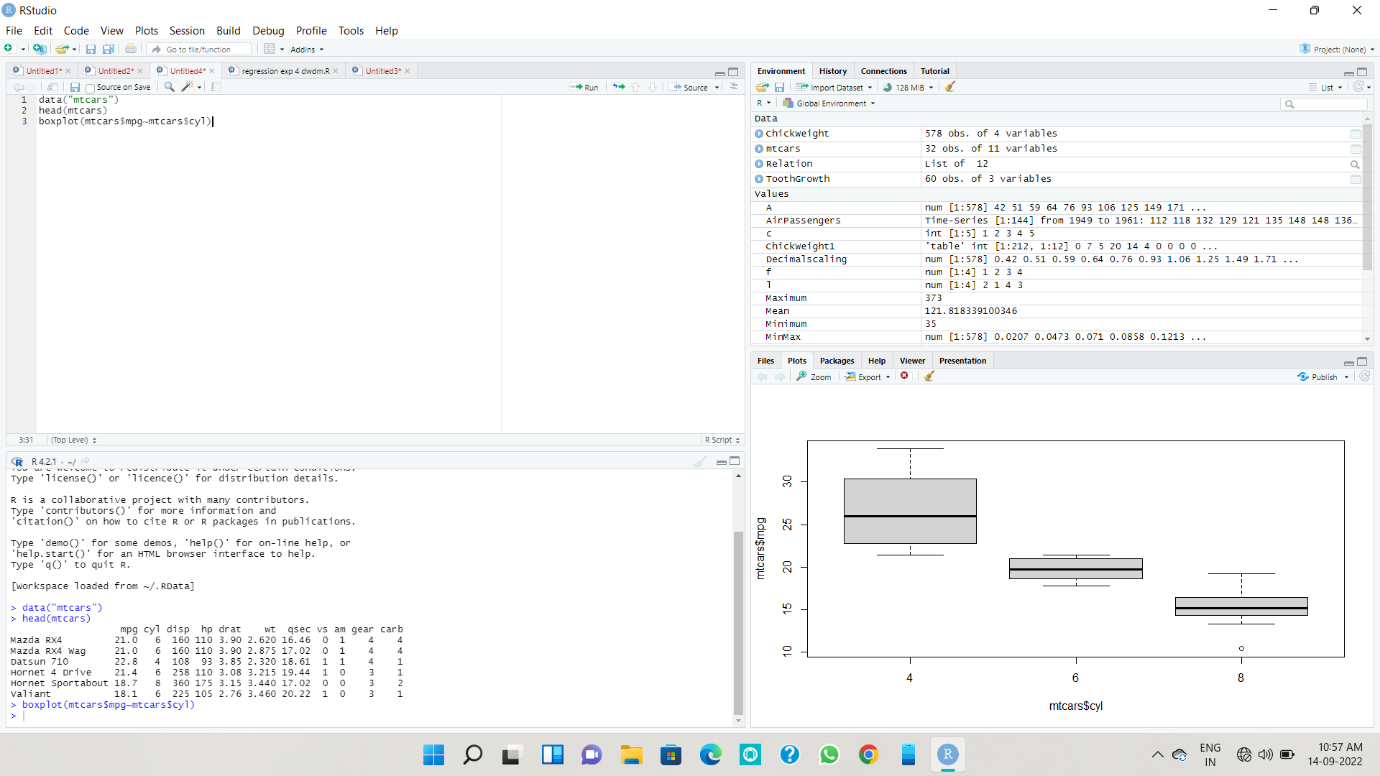 RStudio
File Edit Code View Plots Session Build Debug Profile Tools Help
Go to file/function Addins Project: (None)
Untitled1* Untitled2* Untitled4* regression exp 4 dwdm.R Untitled3*
Source on Save Run Source
1 data("mtcars")
2 head(mtcars)
3 boxplot(mtcars$mpg~mtcars$cyl)
3:31 (Top Level) R Script
R 4.2.1 · ~/
Type 'license()' or 'licence()' for distribution details.
R is a collaborative project with many contributors.
Type 'contributors()' for more information and
'citation()' on how to cite R or R packages in publications.
Type 'demo()' for some demos, 'help()' for on-line help, or
'help.start()' for an HTML browser interface to help.
Type 'q()' to quit R.
[Workspace loaded from ~/.RData]
> data("mtcars")
> head(mtcars)
mpg cyl disp hp drat wt qsec vs am gear carb
Mazda RX4 21.0 6 160 110 3.90 2.620 16.46 0 1 4 4
Mazda RX4 Wag 21.0 6 160 110 3.90 2.875 17.02 0 1 4 4
Datsun 710 22.8 4 108 93 3.85 2.320 18.61 1 1 4 1
Hornet 4 Drive 21.4 6 258 110 3.08 3.215 19.44 1 0 3 1
Hornet Sportabout 18.7 8 360 175 3.15 3.440 17.02 0 0 3 2
Valiant 18.1 6 225 105 2.76 3.460 20.22 1 0 3 1
> boxplot(mtcars$mpg~mtcars$cyl)
>
Environment History Connections Tutorial
Import Dataset 128 MiB List
R Global Environment
Data
ChickWeight 578 obs. of 4 variables
mtcars 32 obs. of 11 variables
Relation List of 12
ToothGrowth 60 obs. of 3 variables
Values
A num [1:578] 42 51 59 64 76 93 106 125 149 171 ...
AirPassengers Time-Series [1:144] from 1949 to 1961: 112 118 132 129 121 135 148 148 136…
c int [1:5] 1 2 3 4 5
ChickWeight1 'table' int [1:212, 1:12] 0 7 5 20 14 4 0 0 0 0 ...
Decimalscaling num [1:578] 0.42 0.51 0.59 0.64 0.76 0.93 1.06 1.25 1.49 1.71 ...
f num [1:4] 1 2 3 4
l num [1:4] 2 1 4 3
Maximum 373
Mean 121.818339100346
Minimum 35
MinMax num [1:578] 0.0207 0.0473 0.071 0.0858 0.1213 ...
Files Plots Packages Help Viewer Presentation
Zoom Export Publish
mtcars$mpg
30
25
20
15
10
4 6 8
mtcars$cyl
ENG
IN
10:57 AM
14-09-2022